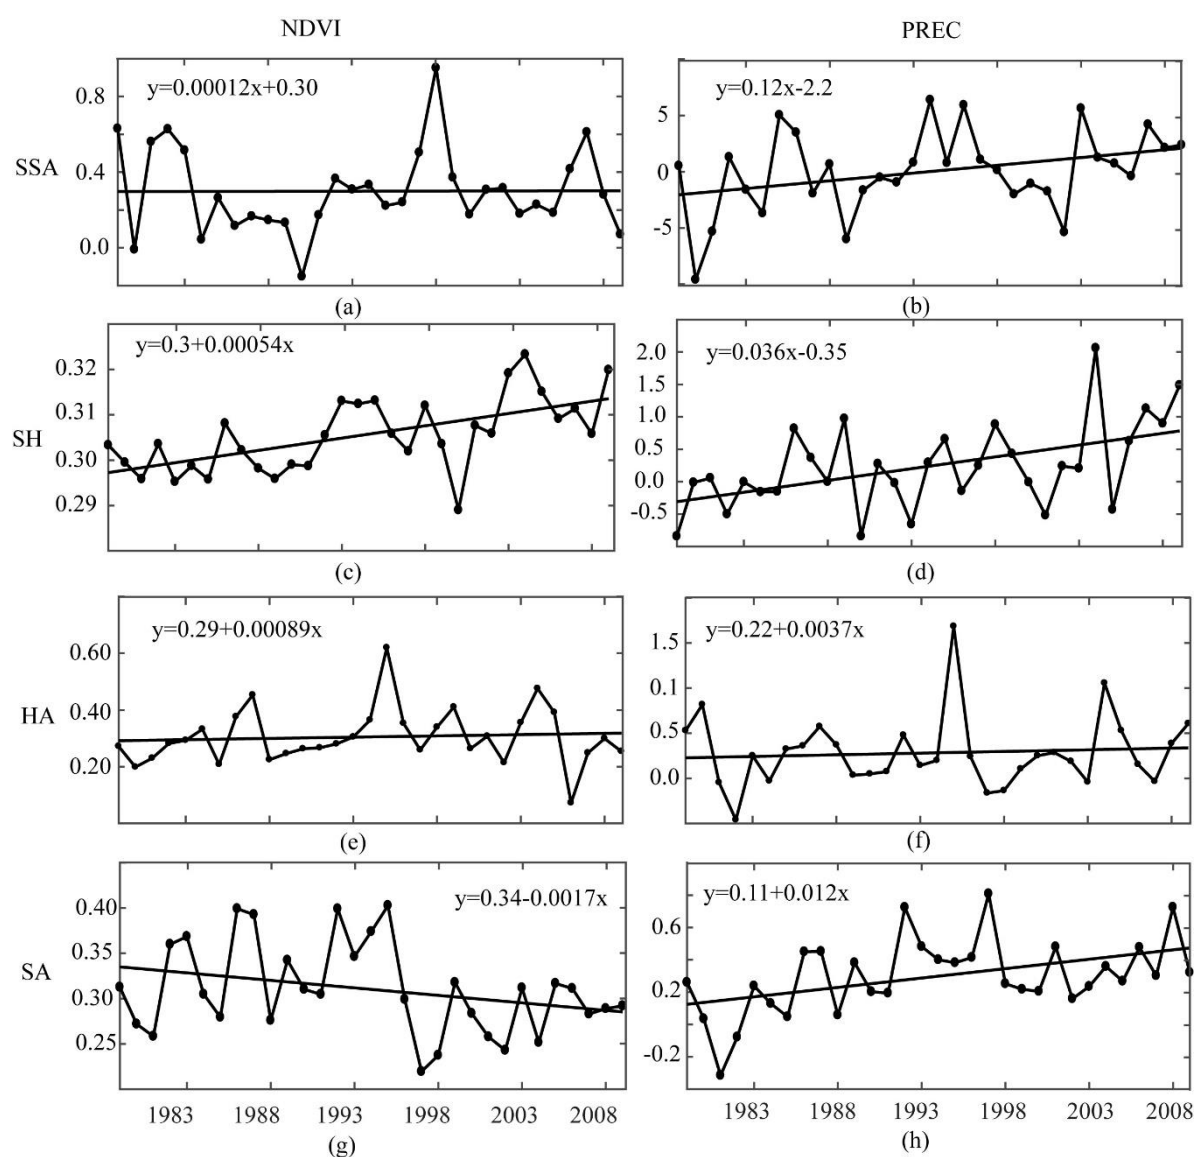 NDVI PREC
SSA
y=0.00012x+0.30
0.8
0.4
0.0
(a)
y=0.12x-2.2
5
0
-5
(b)
SH
y=0.3+0.00054x
0.32
0.31
0.30
0.29
(c)
y=0.036x-0.35
2.0
1.5
1.0
0.5
0.0
-0.5
(d)
HA
y=0.29+0.00089x
0.60
0.40
0.20
(e)
y=0.22+0.0037x
1.5
0.1
0.5
0.0
(f)
SA
y=0.34-0.0017x
0.40
0.35
0.30
0.25
1983 1988 1993 1998 2003 2008
(g)
y=0.11+0.012x
0.6
0.2
-0.2
1983 1988 1993 1998 2003 2008
(h)